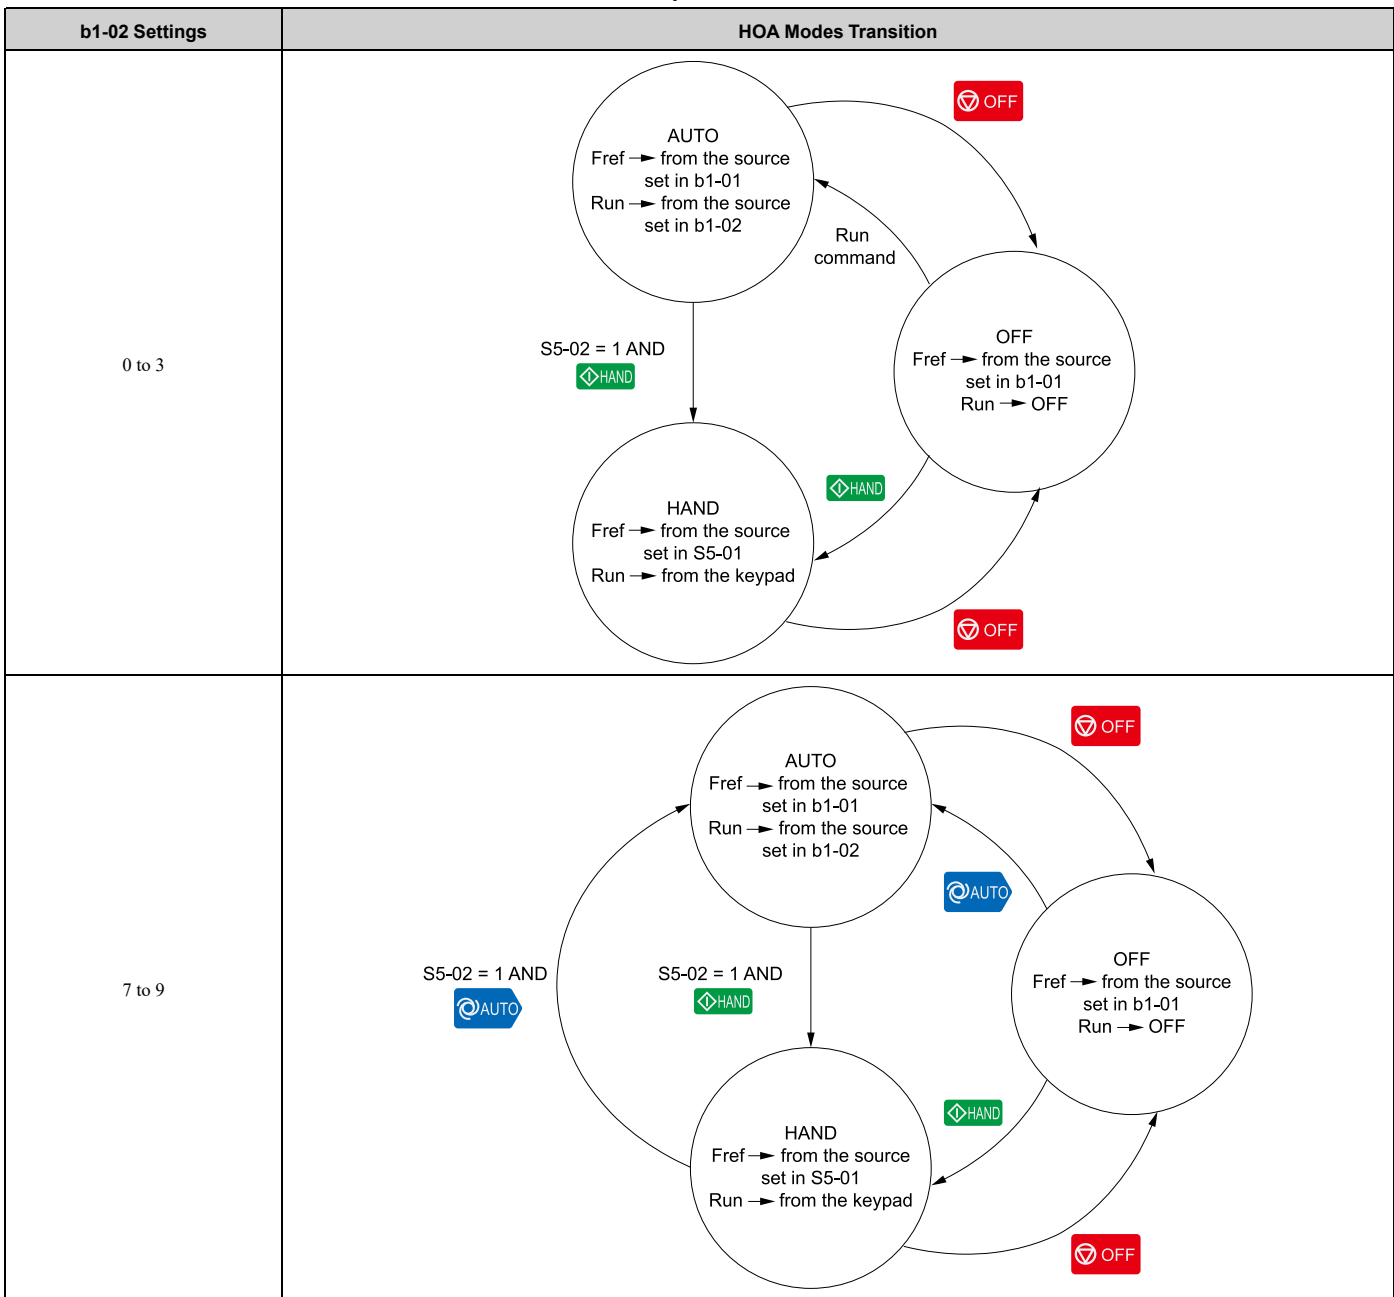 b1-02 Settings
HOA Modes Transition
0 to 3
AUTO
Fref → from the source
set in b1-01
Run → from the source
set in b1-02
OFF
Run
command
S5-02 = 1 AND
HAND
OFF
Fref → from the source
set in b1-01
Run → OFF
HAND
HAND
Fref → from the source
set in S5-01
Run → from the keypad
OFF
7 to 9
AUTO
Fref → from the source
set in b1-01
Run → from the source
set in b1-02
OFF
AUTO
S5-02 = 1 AND
AUTO
S5-02 = 1 AND
HAND
OFF
Fref → from the source
set in b1-01
Run → OFF
HAND
HAND
Fref → from the source
set in S5-01
Run → from the keypad
OFF